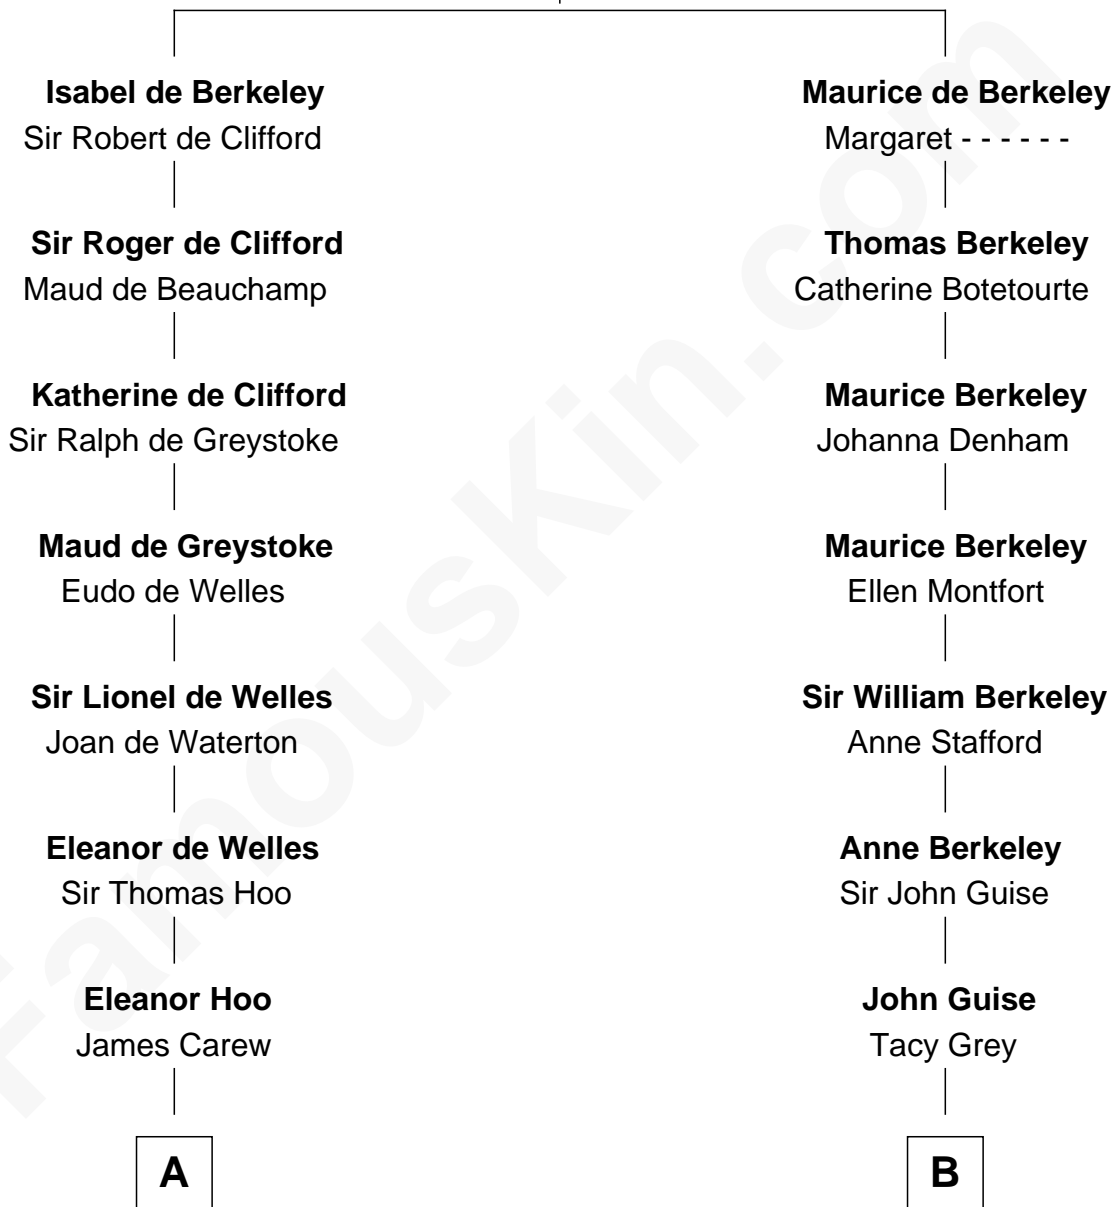 Isabel de Berkeley
Sir Robert de Clifford
Maurice de Berkeley
Margaret - - - - - -
Sir Roger de Clifford
Maud de Beauchamp
Thomas Berkeley
Catherine Botetourte
Katherine de Clifford
Sir Ralph de Greystoke
Maurice Berkeley
Johanna Denham
Maud de Greystoke
Eudo de Welles
Maurice Berkeley
Ellen Montfort
Sir Lionel de Welles
Joan de Waterton
Sir William Berkeley
Anne Stafford
Eleanor de Welles
Sir Thomas Hoo
Anne Berkeley
Sir John Guise
Eleanor Hoo
James Carew
John Guise
Tacy Grey
A
B
FamousKin.com